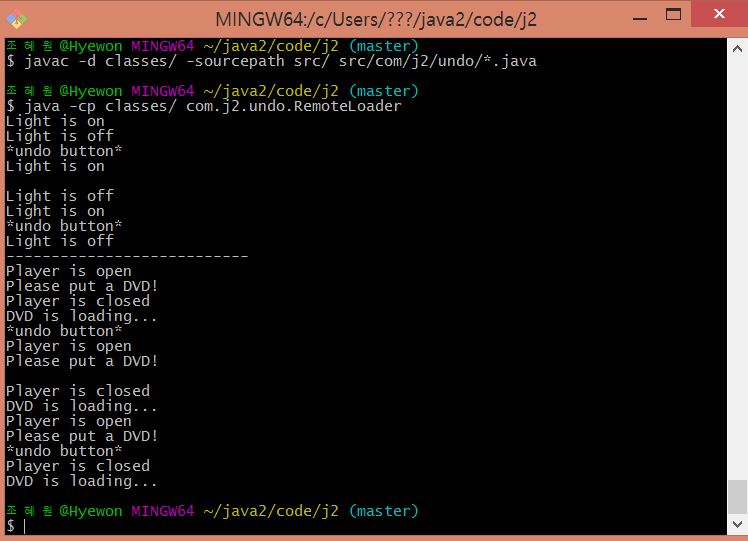 MINGW64:/c/Users/???/java2/code/j2
조 혜 원 @Hyewon MINGW64 ~/java2/code/j2 (master)
$ javac -d classes/ -sourcepath src/ src/com/j2/undo/*.java
조 혜 원 @Hyewon MINGW64 ~/java2/code/j2 (master)
$ java -cp classes/ com.j2.undo.RemoteLoader
Light is on
Light is off
*undo button*
Light is on
Light is off
Light is on
*undo button*
Light is off
---------------------------
Player is open
Please put a DVD!
Player is closed
DVD is loading...
*undo button*
Player is open
Please put a DVD!
Player is closed
DVD is loading...
Player is open
Please put a DVD!
*undo button*
Player is closed
DVD is loading...
조 혜 원 @Hyewon MINGW64 ~/java2/code/j2 (master)
$